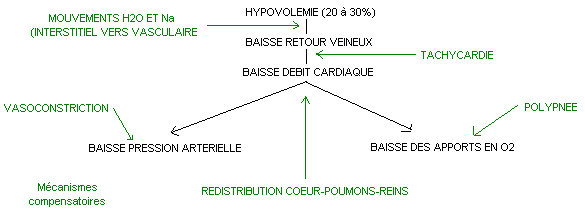 HYPOVOLEMIE (20 à 30%)
MOUVEMENTS H2O ET Na
(INTERSTITIEL VERS VASCULAIRE
BAISSE RETOUR VEINEUX
TACHYCARDIE
BAISSE DEBIT CARDIAQUE
VASOCONSTRICTION
POLYPNEE
BAISSE PRESSION ARTERIELLE
BAISSE DES APPORTS EN O2
Mécanismes
compensatoires
REDISTRIBUTION COEUR-POUMONS-REINS